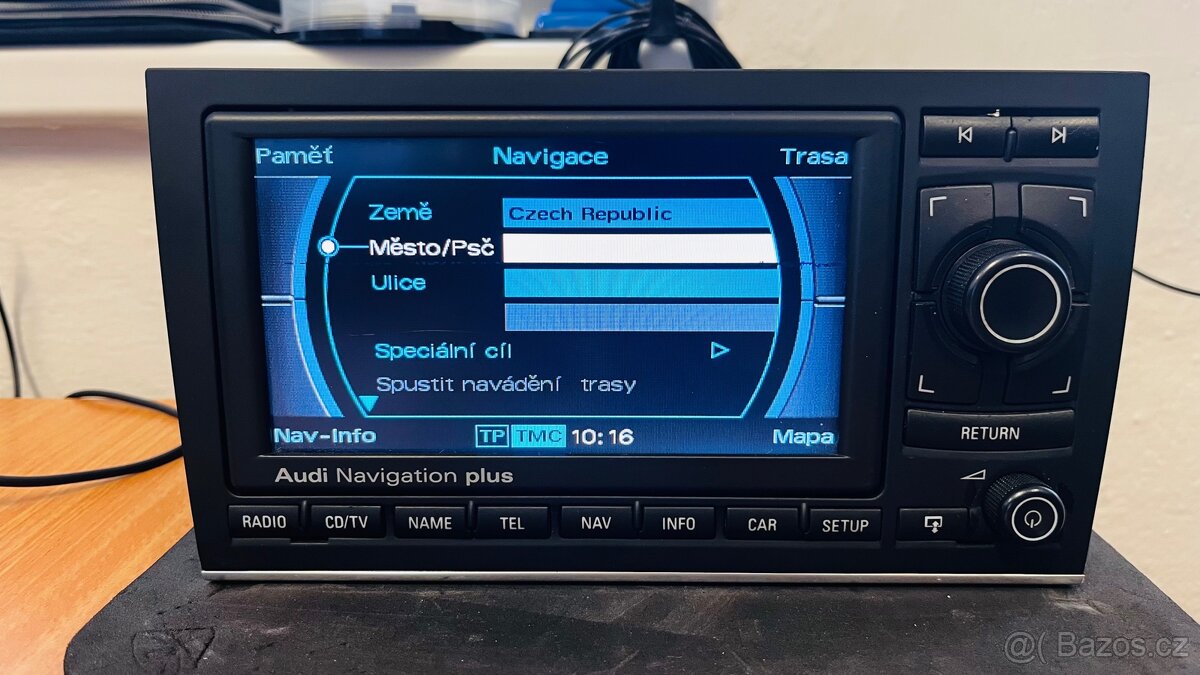 Paměť Navigace Trasa
Země Czech Republic
Město/Psč
Ulice
Speciální cíl
Spustit navádění trasy
Nav-Info TP TMC 10:16 Mapa
Audi Navigation plus
RADIO CD/TV NAME TEL NAV INFO CAR SETUP
RETURN
@( Bazos.cz